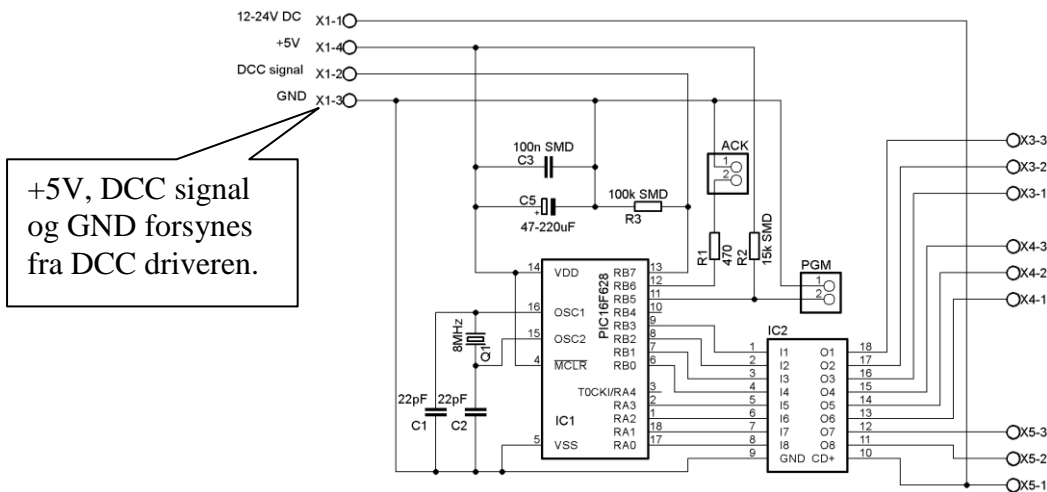 12-24V DC X1-1
+5V X1-4
DCC signal X1-2
GND X1-3
+5V, DCC signal
og GND forsynes
fra DCC driveren.
100n SMD
C3
C5
+
47-220uF
100k SMD
R3
ACK
1
2
R1
470
R2
15k SMD
PGM
1
2
8MHz
Q1
22pF
C1
22pF
C2
PIC16F628
IC1
14 VDD
16 OSC1
15 OSC2
4 MCLR
5 VSS
RB7 13
RB6 12
RB5 11
RB4 10
RB3 9
RB2 8
RB1 7
RB0 6
T0CKI/RA4 3
RA3 2
RA2 1
RA1 18
RA0 17
IC2
1 I1 O1 18
2 I2 O2 17
3 I3 O3 16
4 I4 O4 15
5 I5 O5 14
6 I6 O6 13
7 I7 O7 12
8 I8 O8 11
9 GND CD+ 10
X3-3
X3-2
X3-1
X4-3
X4-2
X4-1
X5-3
X5-2
X5-1